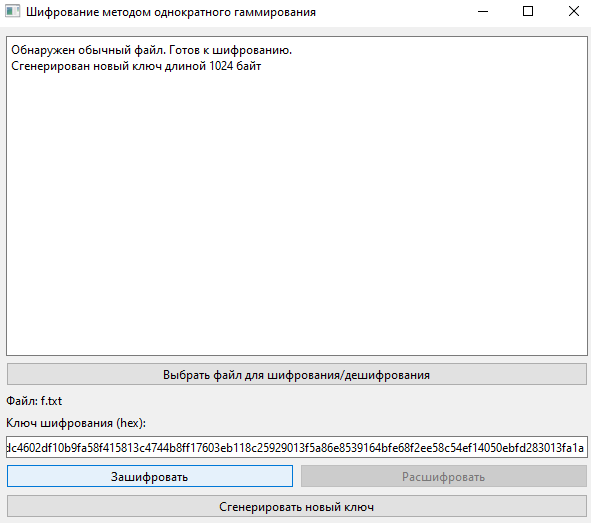 Шифрование методом однократного гаммирования
Обнаружен обычный файл. Готов к шифрованию.
Сгенерирован новый ключ длиной 1024 байт
Выбрать файл для шифрования/дешифрования
Файл: f.txt
Ключ шифрования (hex):
dc4602df10b9fa58f415813c4744b8ff17603eb118c25929013f5a86e8539164bfe68f2ee58c54ef14050ebfd283013fa1a
Зашифровать
Расшифровать
Сгенерировать новый ключ